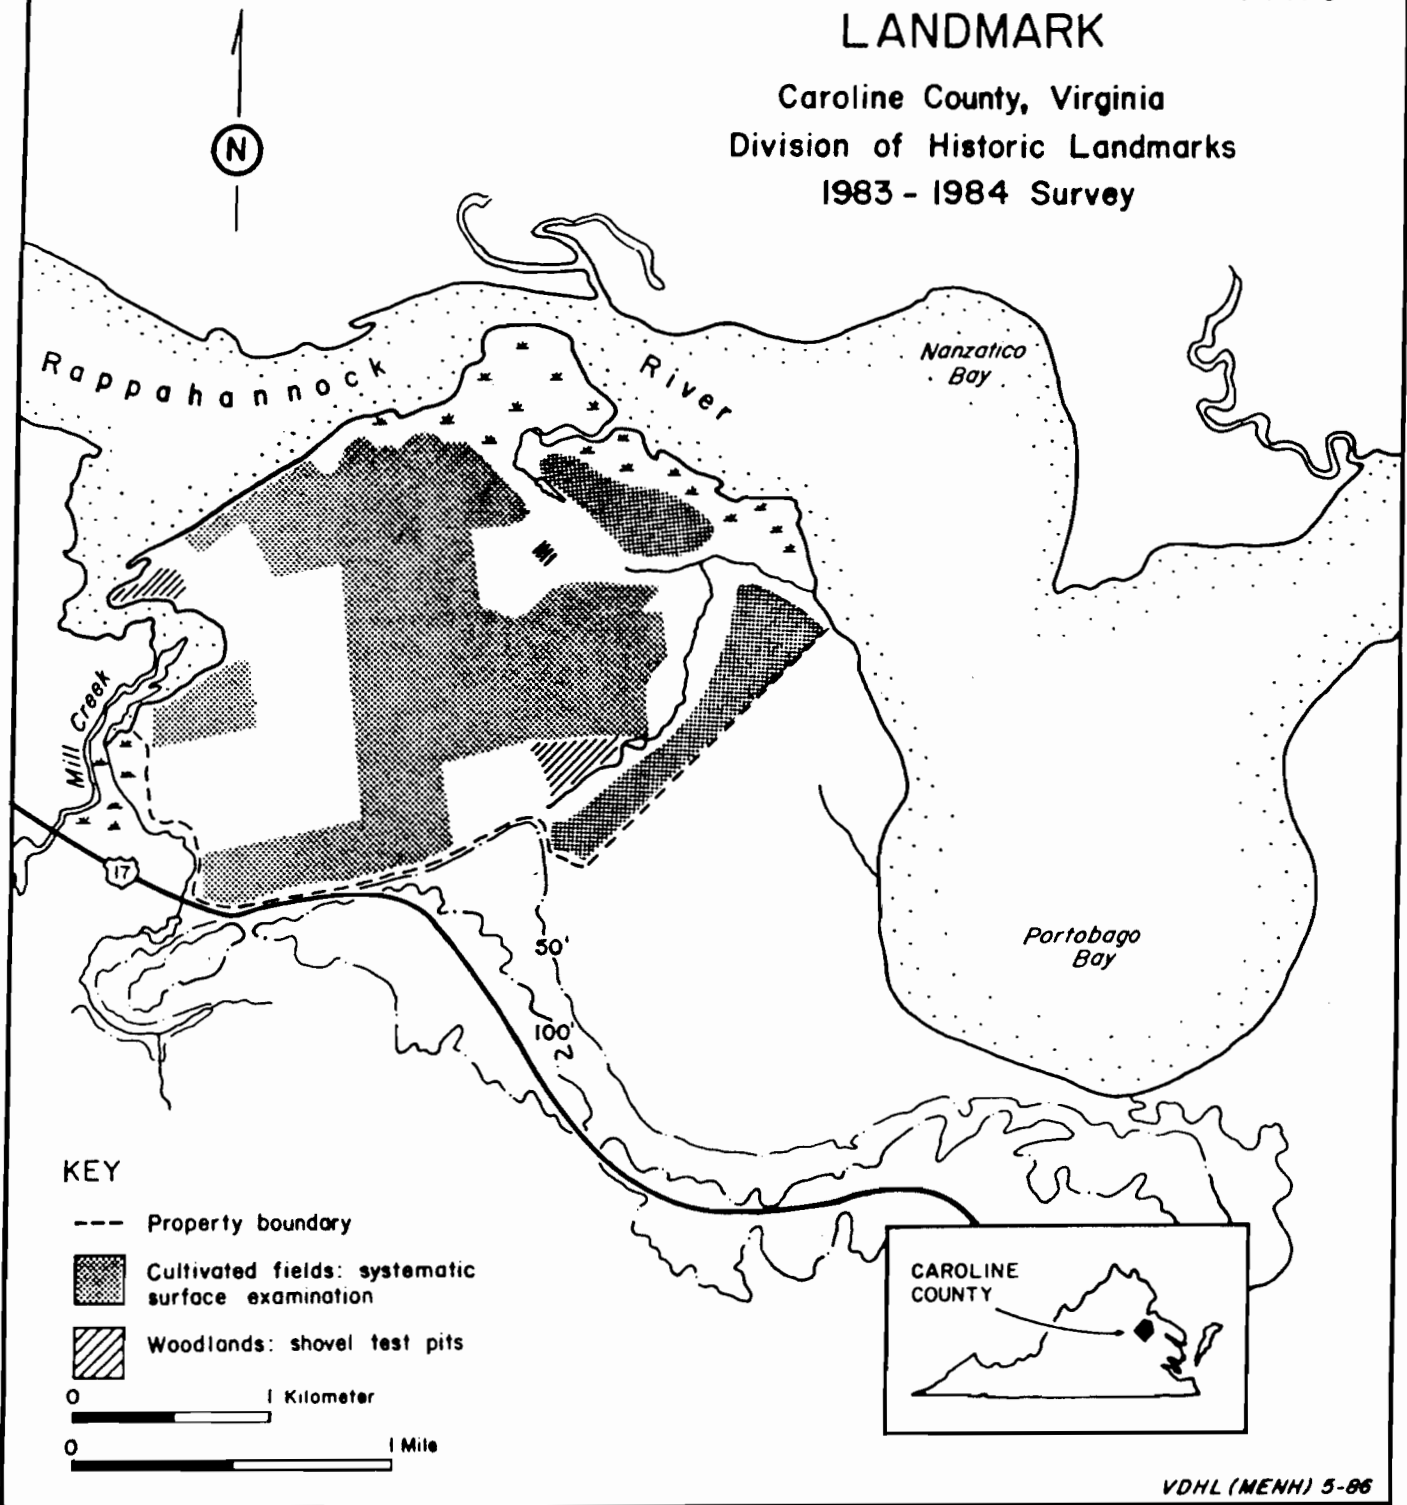 LANDMARK
Caroline County, Virginia
Division of Historic Landmarks
1983 - 1984 Survey
N
Rappahannock River
Nanzatico
Bay
Mill Creek
17
Portobago
Bay
50'
100'
KEY
Property boundary
Cultivated fields: systematic
surface examination
Woodlands: shovel test pits
0 1 Kilometer
0 1 Mile
CAROLINE
COUNTY
VDHL (MENH) 5-86